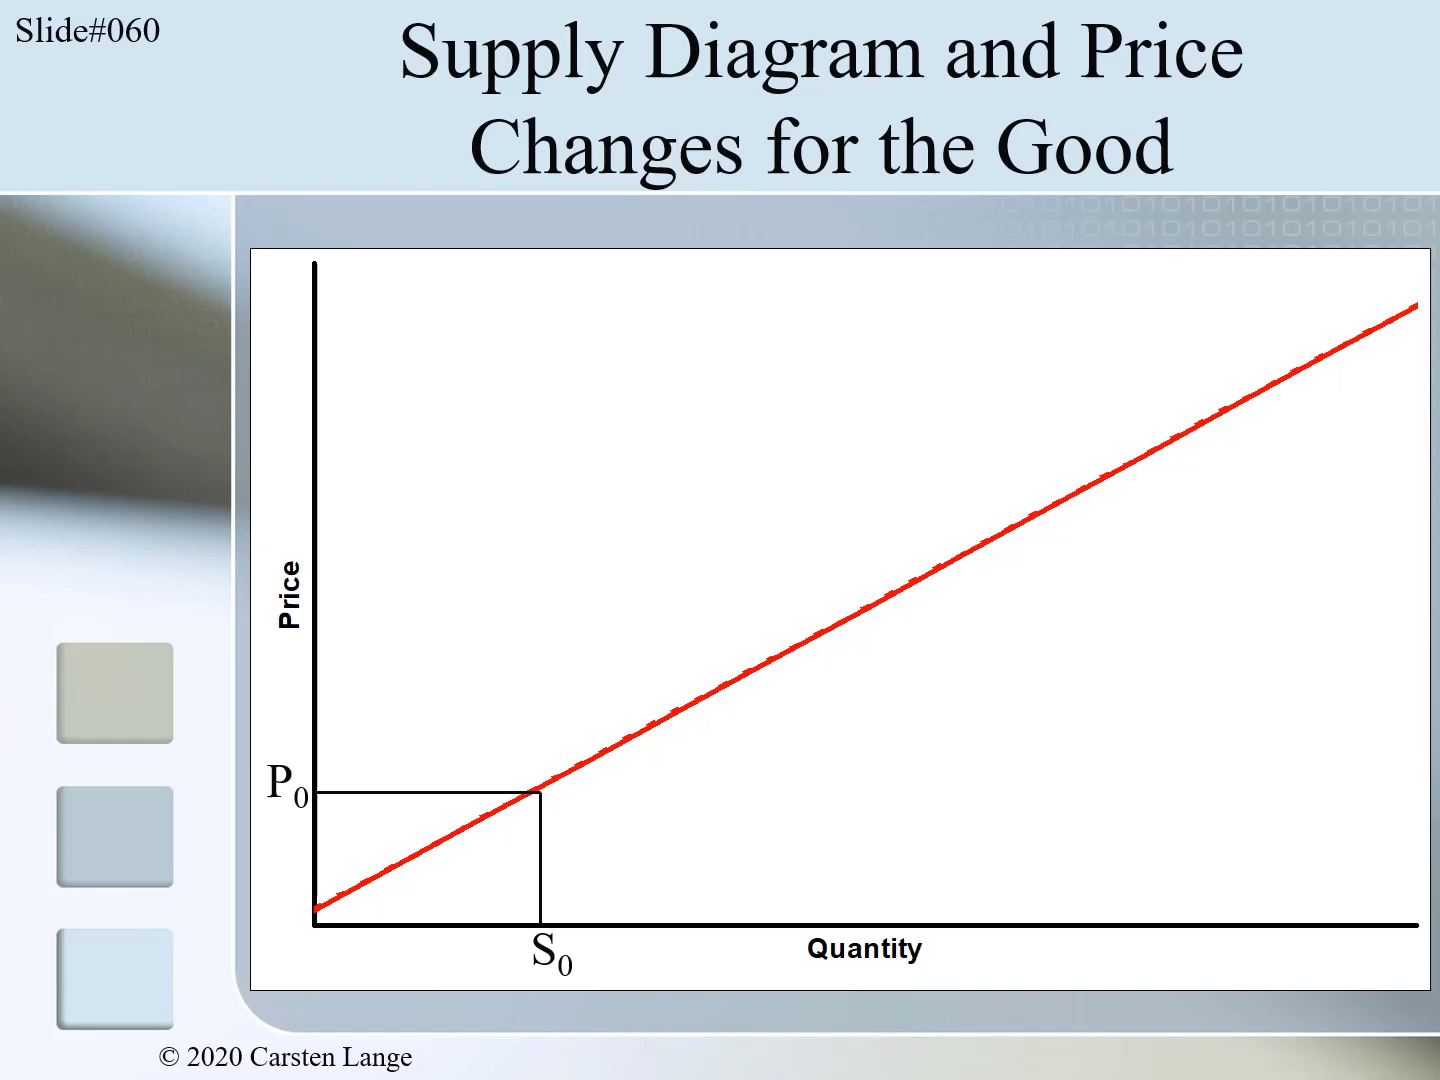 Slide#060
Supply Diagram and Price
Changes for the Good
Price
P₀
S₀
Quantity
© 2020 Carsten Lange